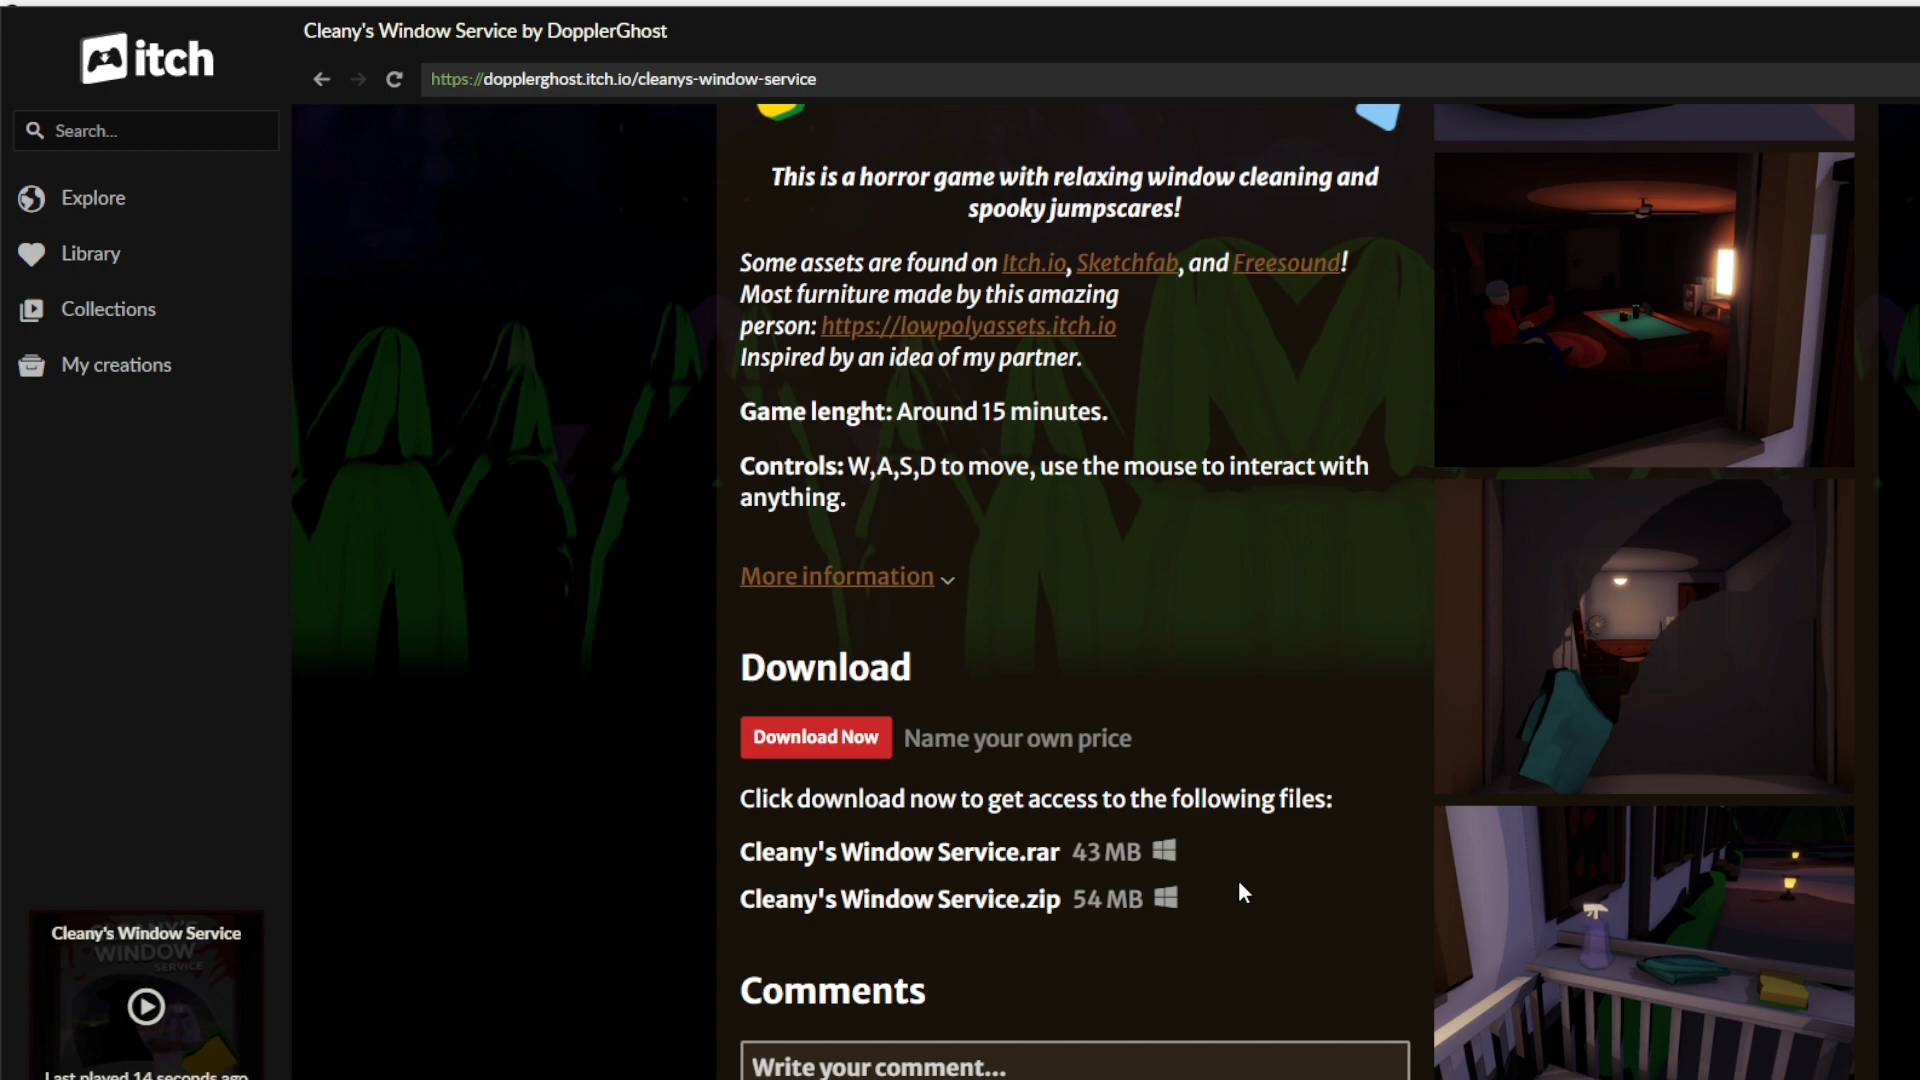 Cleany's Window Service by DopplerGhost
itch
https://dopplerghost.itch.io/cleanys-window-service
Search...
Explore
Library
Collections
My creations
This is a horror game with relaxing window cleaning and
spooky jumpscares!
Some assets are found on Itch.io, Sketchfab, and Freesound!
Most furniture made by this amazing
person: https://lowpolyassets.itch.io
Inspired by an idea of my partner.
Game lenght: Around 15 minutes.
Controls: W,A,S,D to move, use the mouse to interact with
anything.
More information
Download
Download Now Name your own price
Click download now to get access to the following files:
Cleany's Window Service.rar 43 MB
Cleany's Window Service.zip 54 MB
Comments
Write your comment...
Cleany's Window Service
WINDOW
SERVICE
Last played 14 seconds ago